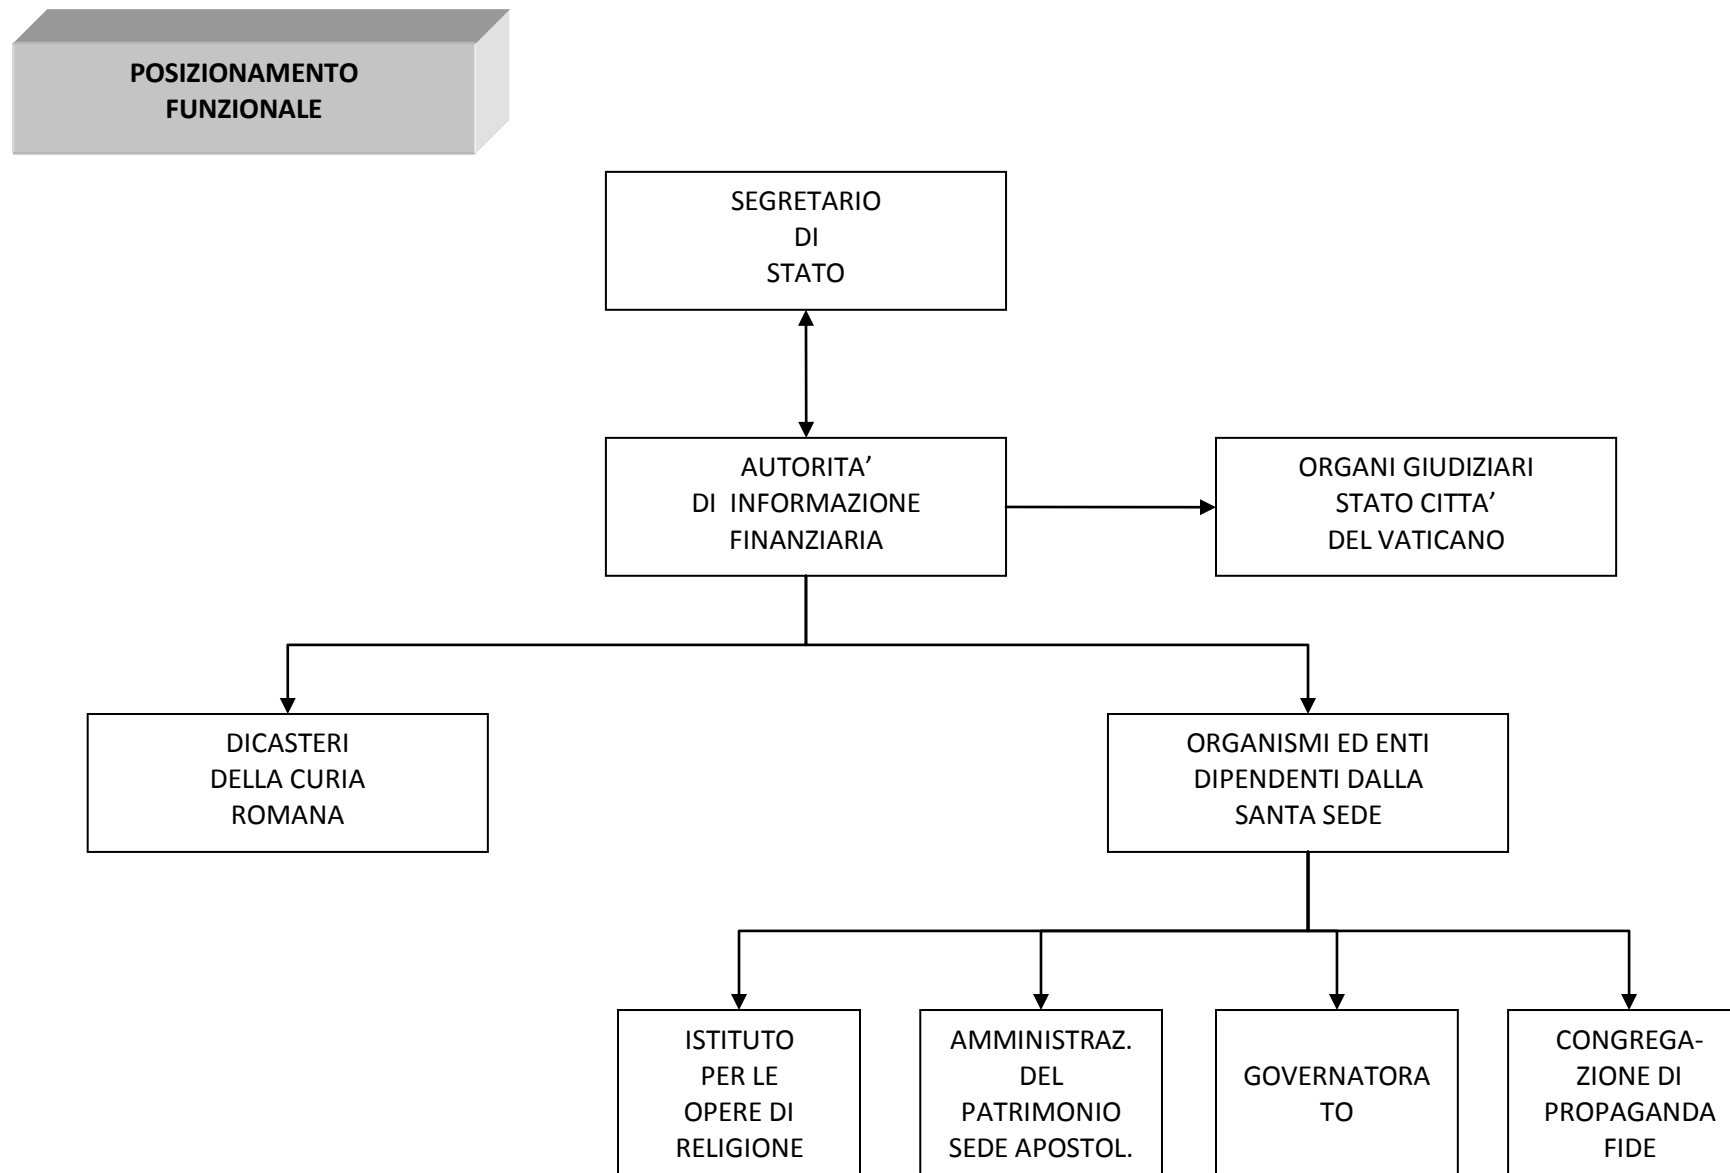 POSIZIONAMENTO
FUNZIONALE
SEGRETARIO
DI
STATO
AUTORITA’
DI  INFORMAZIONE
FINANZIARIA
ORGANI GIUDIZIARI
STATO CITTA’
DEL VATICANO
DICASTERI
DELLA CURIA
ROMANA
ORGANISMI ED ENTI
DIPENDENTI DALLA
SANTA SEDE
ISTITUTO
PER LE
OPERE DI
RELIGIONE
AMMINISTRAZ.
DEL
PATRIMONIO
SEDE APOSTOL.
GOVERNATORA
TO
CONGREGA-
ZIONE DI
PROPAGANDA
FIDE